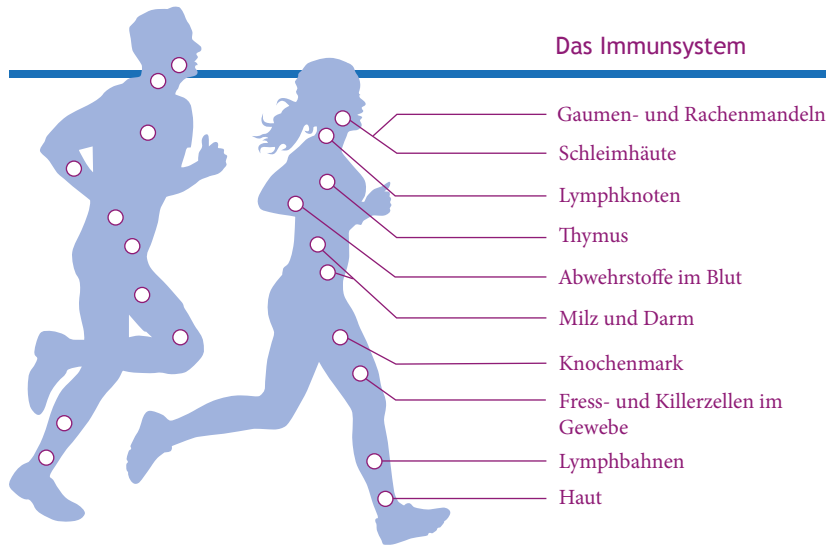 Das Immunsystem
Gaumen- und Rachenmandeln
Schleimhäute
Lymphknoten
Thymus
Abwehrstoffe im Blut
Milz und Darm
Knochenmark
Fress- und Killerzellen im
Gewebe
Lymphbahnen
Haut